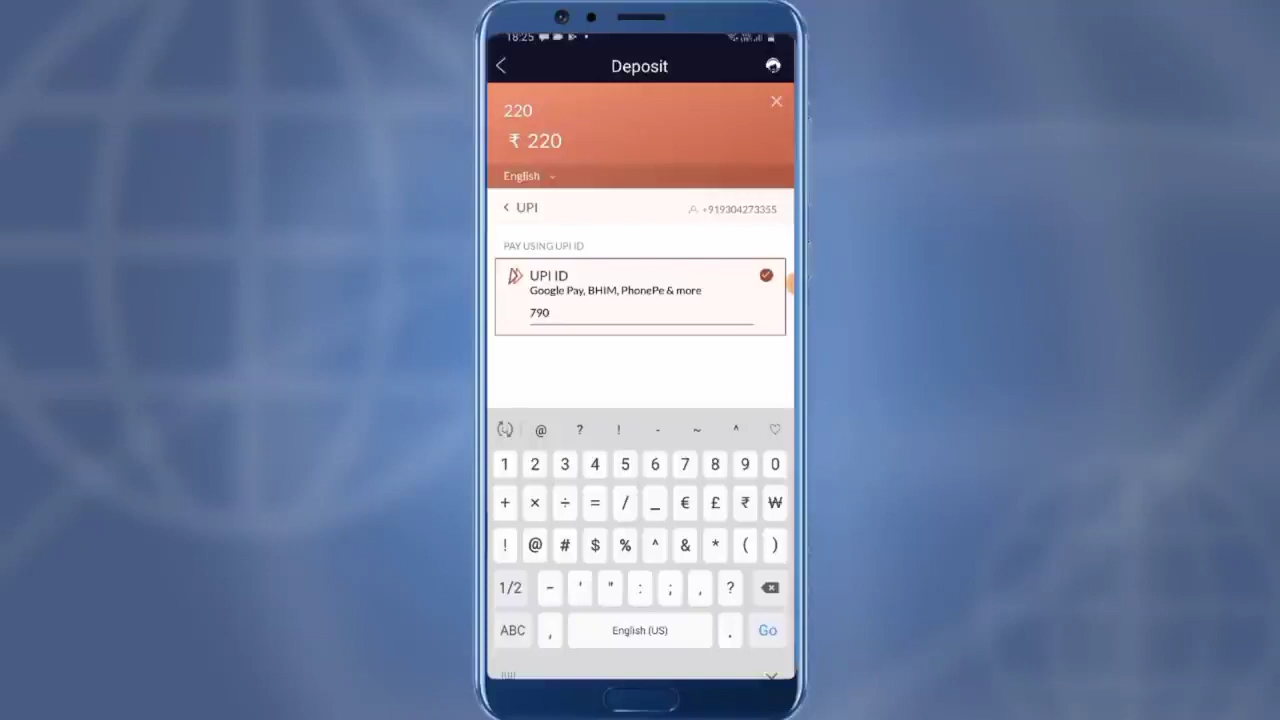 18:25
Deposit
220
₹ 220
English
UPI
+919304273355
PAY USING UPI ID
UPI ID
Google Pay, BHIM, PhonePe & more
790
@ ? ! - ~ ^ ♡
1 2 3 4 5 6 7 8 9 0
+ × ÷ = / _ € £ ₹ ₩
! @ # $ % ^ & * ( )
1/2 - ' " : ; , ?
ABC , English (US) . Go